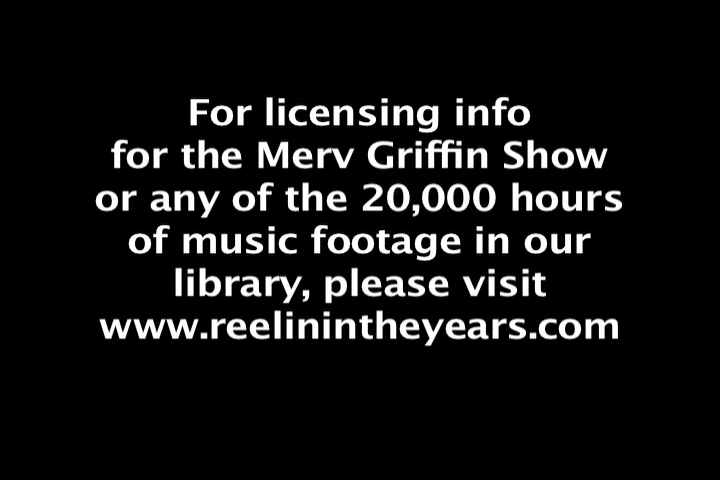 For licensing info
for the Merv Griffin Show
or any of the 20,000 hours
of music footage in our
library, please visit
www.reelinintheyears.com